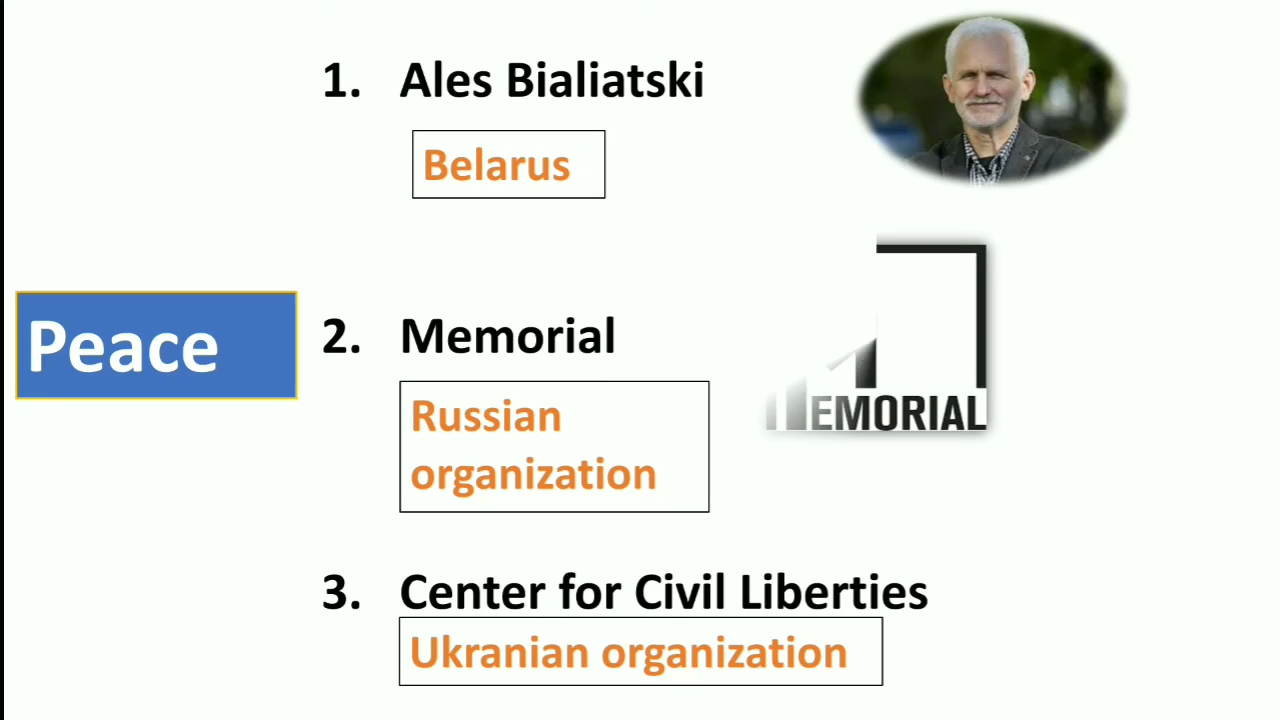 1. Ales Bialiatski
Belarus
Peace
2. Memorial
Russian
organization
EMORIAL
3. Center for Civil Liberties
Ukranian organization